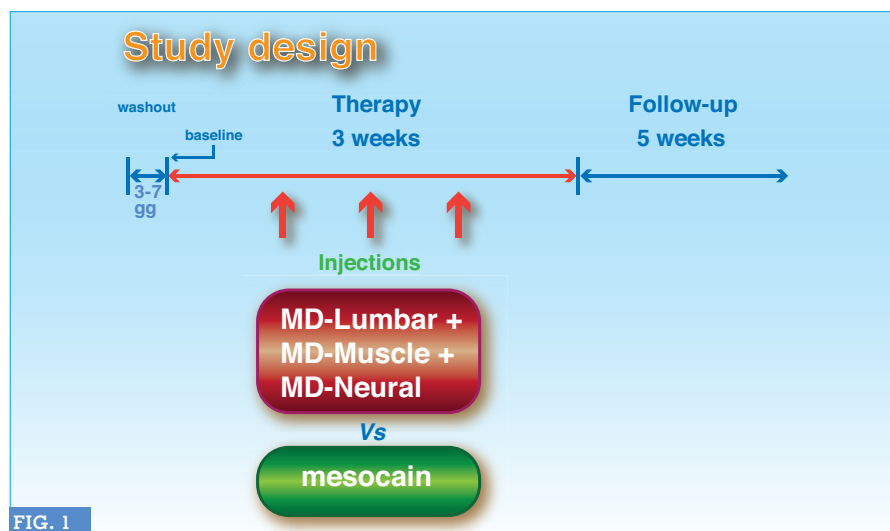 Study design
washout
baseline
Therapy
3 weeks
Follow-up
5 weeks
3-7
gg
Injections
MD-Lumbar +
MD-Muscle +
MD-Neural
Vs
mesocain
FIG. 1